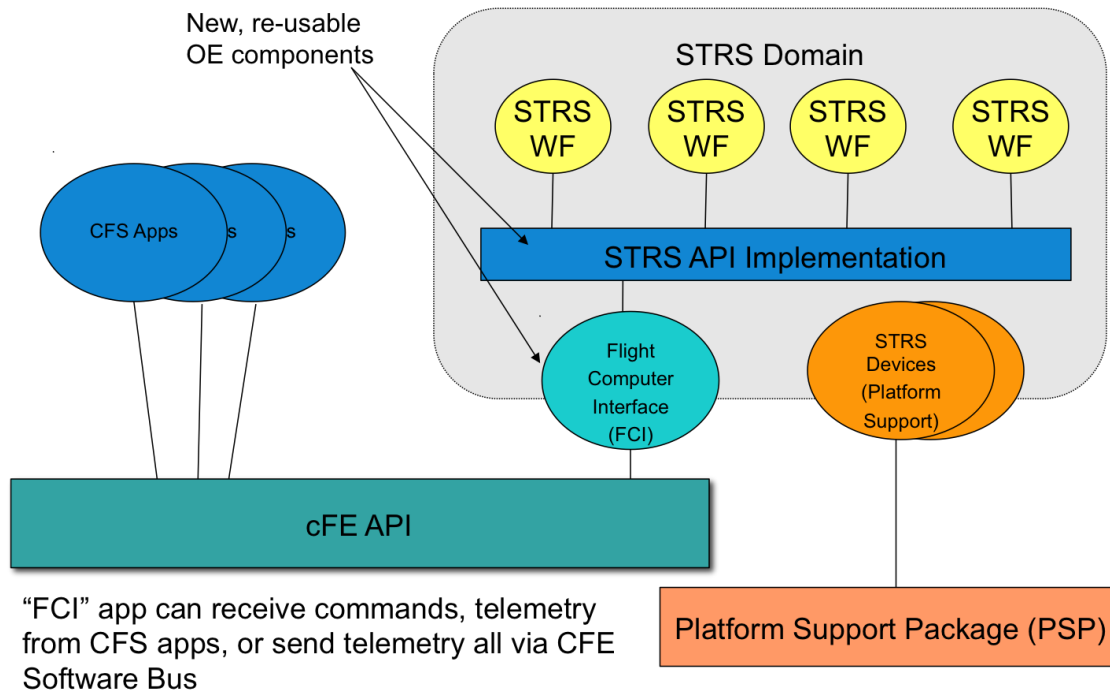 New, re-usable
OE components
STRS Domain
STRS
WF
STRS
WF
STRS
WF
STRS
WF
CFS Apps
s
s
STRS API Implementation
Flight
Computer
Interface
(FCI)
STRS
Devices
(Platform
Support)
cFE API
“FCI” app can receive commands, telemetry
from CFS apps, or send telemetry all via CFE
Software Bus
Platform Support Package (PSP)